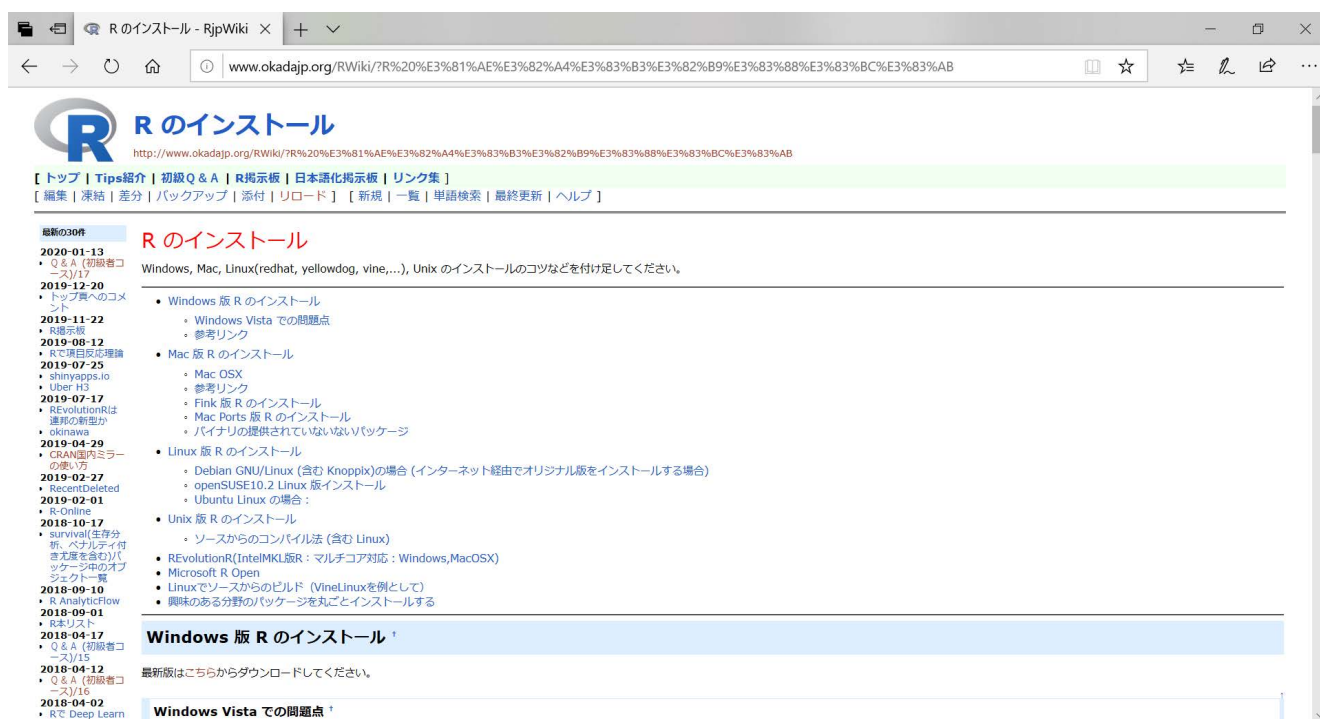 R のインストール - RjpWiki
www.okadajp.org/RWiki/?R%20%E3%81%AE%E3%82%A4%E3%83%B3%E3%82%B9%E3%83%88%E3%83%BC%E3%83%AB
R
R のインストール
http://www.okadajp.org/RWiki/?R%20%E3%81%AE%E3%82%A4%E3%83%B3%E3%82%B9%E3%83%88%E3%83%BC%E3%83%AB
[ トップ | Tips紹介 | 初級Q & A | R掲示板 | 日本語化掲示板 | リンク集 ]
[ 編集 | 凍結 | 差分 | バックアップ | 添付 | リロード ] [ 新規 | 一覧 | 単語検索 | 最終更新 | ヘルプ ]
最新の30件
2020-01-13
Q & A (初級者コ
ース)/17
2019-12-20
トップ頁へのコメ
ント
2019-11-22
R掲示板
2019-08-12
Rで項目反応理論
2019-07-25
shinyapps.io
Uber H3
2019-07-17
REvolutionRは
連邦の新型か
okinawa
2019-04-29
CRAN国内ミラー
の使い方
2019-02-27
RecentDeleted
2019-02-01
R-Online
2018-10-17
survival(生存分
析、ペナルティ付
き尤度を含む)パ
ッケージ中のオブ
ジェクト一覧
2018-09-10
R AnalyticFlow
2018-09-01
R本リスト
2018-04-17
Q & A (初級者コ
ース)/15
2018-04-12
Q & A (初級者コ
ース)/16
2018-04-02
Rで Deep Learn
R のインストール
Windows, Mac, Linux(redhat, yellowdog, vine,...), Unix のインストールのコツなどを付け足してください。
Windows 版 R のインストール
Windows Vista での問題点
参考リンク
Mac 版 R のインストール
Mac OSX
参考リンク
Fink 版 R のインストール
Mac Ports 版 R のインストール
バイナリの提供されていないないパッケージ
Linux 版 R のインストール
Debian GNU/Linux (含む Knoppix)の場合 (インターネット経由でオリジナル版をインストールする場合)
openSUSE10.2 Linux 版インストール
Ubuntu Linux の場合：
Unix 版 R のインストール
ソースからのコンパイル法 (含む Linux)
REvolutionR(IntelMKL版R：マルチコア対応：Windows,MacOSX)
Microsoft R Open
Linuxでソースからのビルド（VineLinuxを例として）
興味のある分野のパッケージを丸ごとインストールする
Windows 版 R のインストール †
最新版はこちらからダウンロードしてください。
↑
Windows Vista での問題点 †